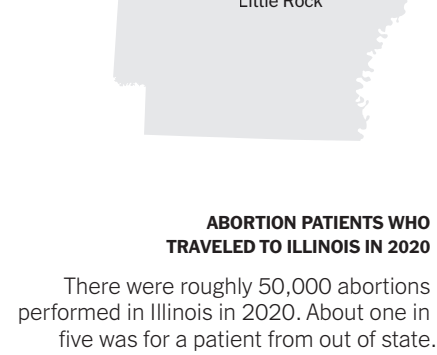 Little Rock
ABORTION PATIENTS WHO
TRAVELED TO ILLINOIS IN 2020
There were roughly 50,000 abortions
performed in Illinois in 2020. About one in
five was for a patient from out of state.